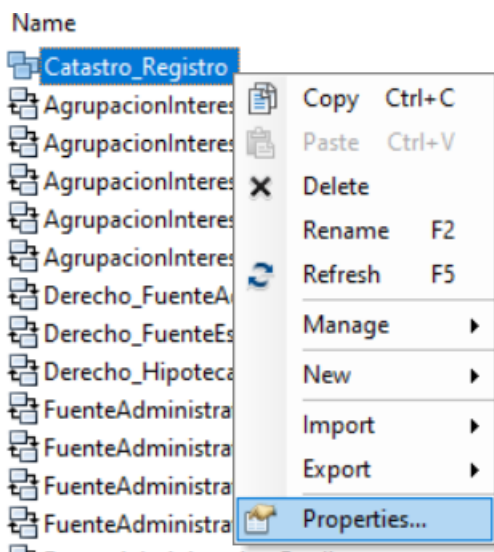 Name
Catastro_Registro
AgrupacionInteres
Copy Ctrl+C
AgrupacionInteres
Paste Ctrl+V
AgrupacionInteres
Delete
AgrupacionInteres
Rename F2
AgrupacionInteres
Refresh F5
Derecho_FuenteA
Derecho_FuenteEs
Manage
Derecho_Hipoteca
New
FuenteAdministra
Import
FuenteAdministra
Export
FuenteAdministra
FuenteAdministra
Properties...